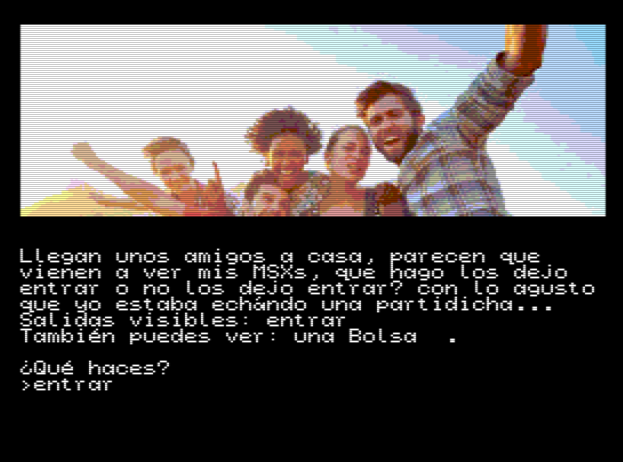 Llegan unos amigos a casa, parecen que
vienen a ver mis MSXs, qué hago los dejo
entrar o no los dejo entrar? con lo agusto
que yo estaba echándo una partidicha...
Salidas visibles: entrar
También puedes ver: una Bolsa  .
¿Qué haces?
>entrar